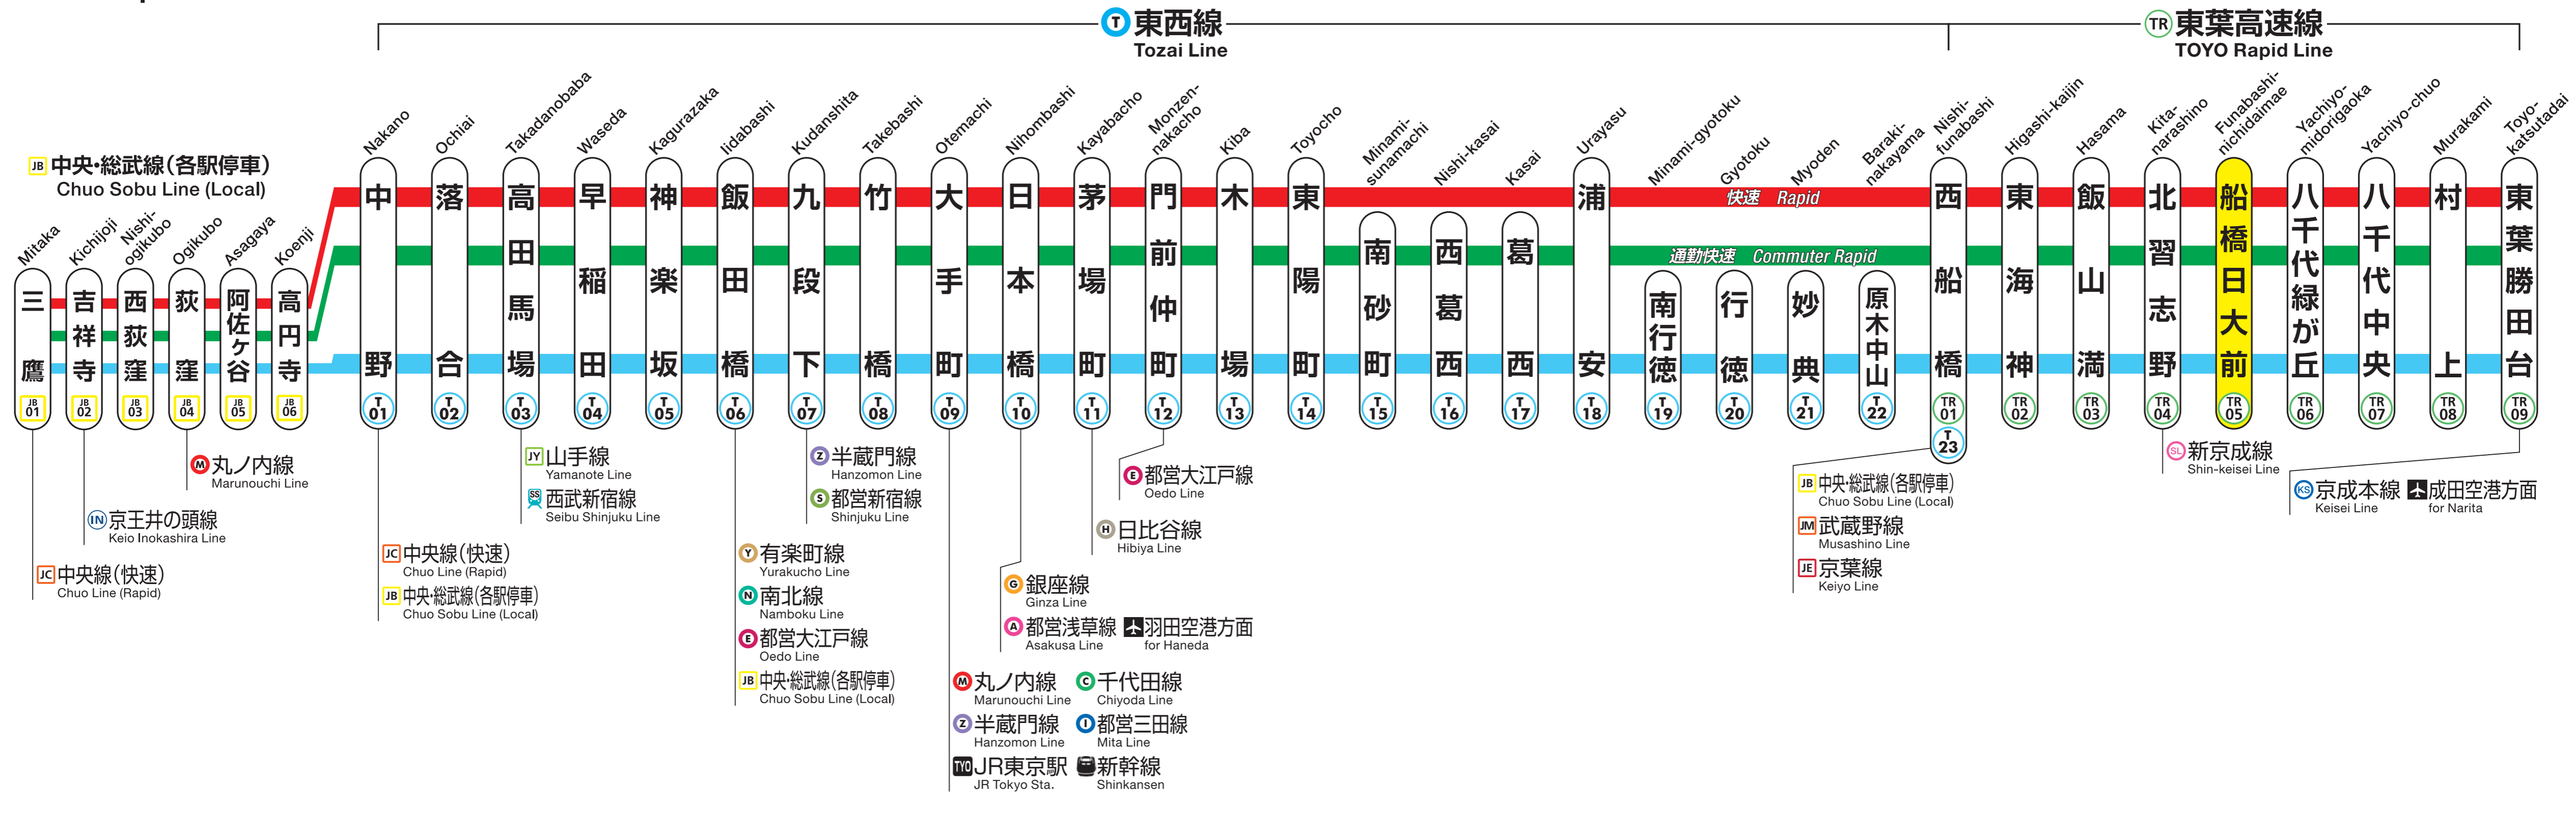 T 東西線
Tozai Line
TR 東葉高速線
TOYO Rapid Line
JB 中央・総武線(各駅停車)
Chuo Sobu Line (Local)
Mitaka
Kichijoji
Nishi-
ogikubo
Ogikubo
Asagaya
Koenji
Nakano
Ochiai
Takadanobaba
Waseda
Kagurazaka
Iidabashi
Kudanshita
Takebashi
Otemachi
Nihombashi
Kayabacho
Monzen-
nakacho
Kiba
Toyocho
Minami-
sunamachi
Nishi-kasai
Kasai
Urayasu
Minami-gyotoku
Gyotoku
Myoden
Baraki-
nakayama
Nishi-
funabashi
Higashi-kaijin
Hasama
Kita-
narashino
Funabashi-
nichidaimae
Yachiyo-
midorigaoka
Yachiyo-chuo
Murakami
Toyo-
katsutadai
快速 Rapid
通勤快速 Commuter Rapid
三鷹
JB
01
吉祥寺
JB
02
西荻窪
JB
03
荻窪
JB
04
阿佐ケ谷
JB
05
高円寺
JB
06
中野
T
01
落合
T
02
高田馬場
T
03
早稲田
T
04
神楽坂
T
05
飯田橋
T
06
九段下
T
07
竹橋
T
08
大手町
T
09
日本橋
T
10
茅場町
T
11
門前仲町
T
12
木場
T
13
東陽町
T
14
南砂町
T
15
西葛西
T
16
葛西
T
17
浦安
T
18
南行徳
T
19
行徳
T
20
妙典
T
21
原木中山
T
22
西船橋
TR
01
T
23
東海神
TR
02
飯山満
TR
03
北習志野
TR
04
船橋日大前
TR
05
八千代緑が丘
TR
06
八千代中央
TR
07
村上
TR
08
東葉勝田台
TR
09
JC 中央線(快速)
Chuo Line (Rapid)
IN 京王井の頭線
Keio Inokashira Line
M 丸ノ内線
Marunouchi Line
JC 中央線(快速)
Chuo Line (Rapid)
JB 中央・総武線(各駅停車)
Chuo Sobu Line (Local)
JY 山手線
Yamanote Line
SS 西武新宿線
Seibu Shinjuku Line
Y 有楽町線
Yurakucho Line
N 南北線
Namboku Line
E 都営大江戸線
Oedo Line
JB 中央・総武線(各駅停車)
Chuo Sobu Line (Local)
Z 半蔵門線
Hanzomon Line
S 都営新宿線
Shinjuku Line
M 丸ノ内線 C 千代田線
Marunouchi Line Chiyoda Line
Z 半蔵門線 I 都営三田線
Hanzomon Line Mita Line
TYO JR東京駅 新幹線
JR Tokyo Sta. Shinkansen
G 銀座線
Ginza Line
A 都営浅草線 羽田空港方面
Asakusa Line for Haneda
H 日比谷線
Hibiya Line
E 都営大江戸線
Oedo Line
JB 中央・総武線(各駅停車)
Chuo Sobu Line (Local)
JM 武蔵野線
Musashino Line
JE 京葉線
Keiyo Line
SL 新京成線
Shin-keisei Line
KS 京成本線 成田空港方面
Keisei Line for Narita